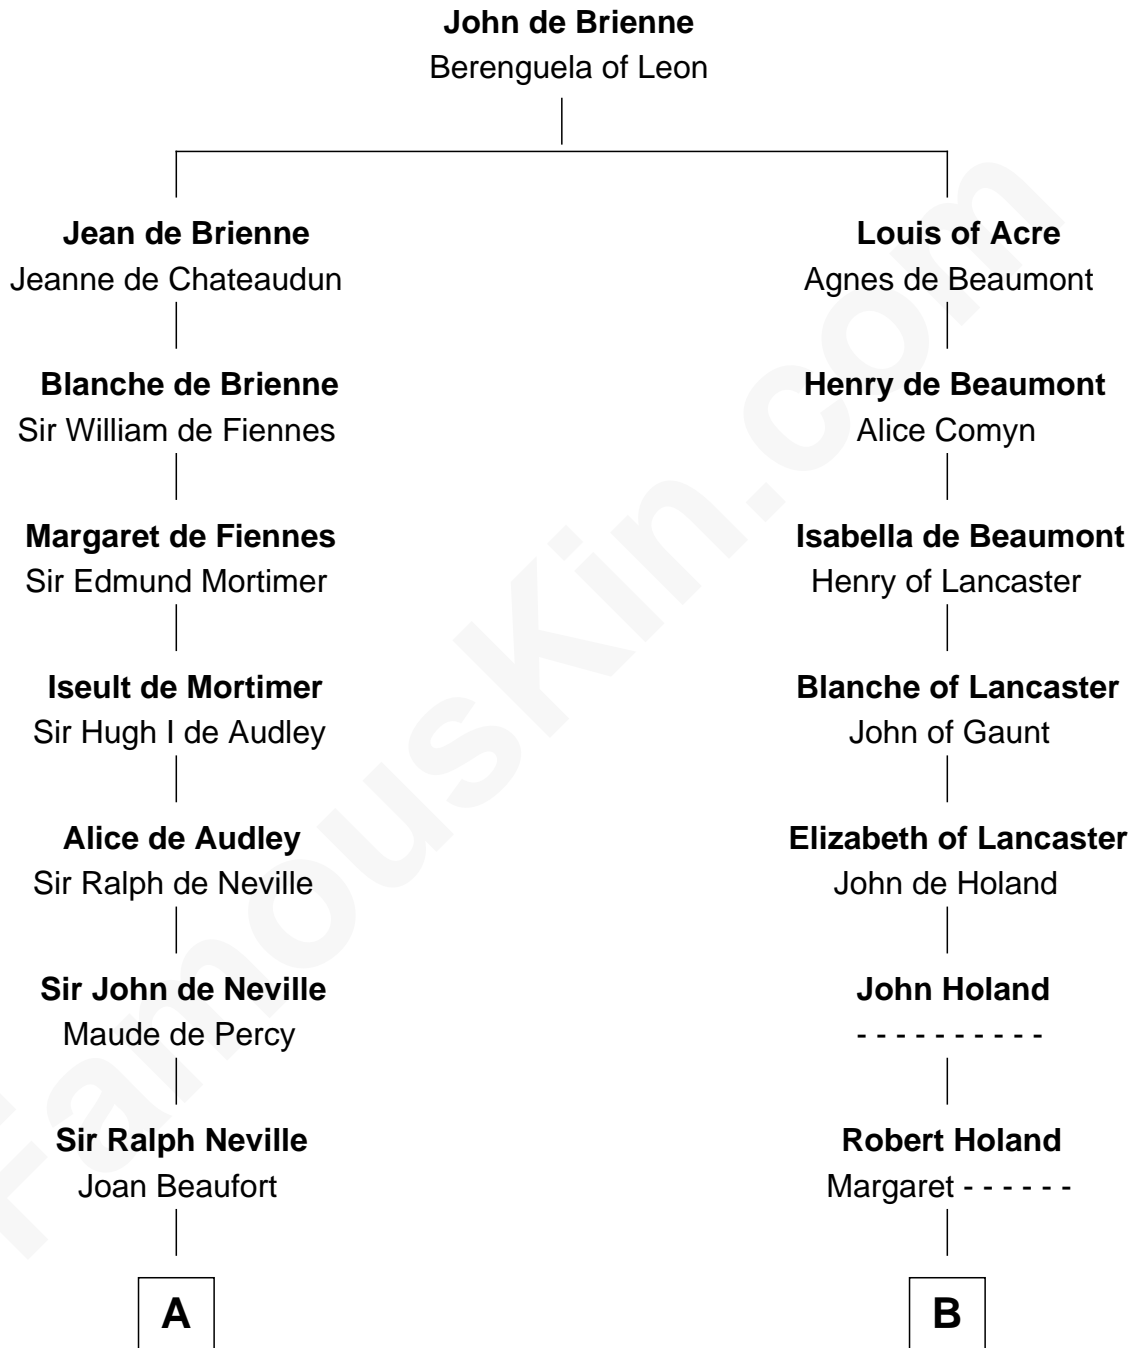 John de Brienne
Berenguela of Leon
Jean de Brienne
Jeanne de Chateaudun
Louis of Acre
Agnes de Beaumont
Blanche de Brienne
Sir William de Fiennes
Henry de Beaumont
Alice Comyn
Margaret de Fiennes
Sir Edmund Mortimer
Isabella de Beaumont
Henry of Lancaster
Iseult de Mortimer
Sir Hugh I de Audley
Blanche of Lancaster
John of Gaunt
Alice de Audley
Sir Ralph de Neville
Elizabeth of Lancaster
John de Holand
Sir John de Neville
Maude de Percy
John Holand
- - - - - - - - - -
Sir Ralph Neville
Joan Beaufort
Robert Holand
Margaret - - - - - -
A
B
FamousKin.com